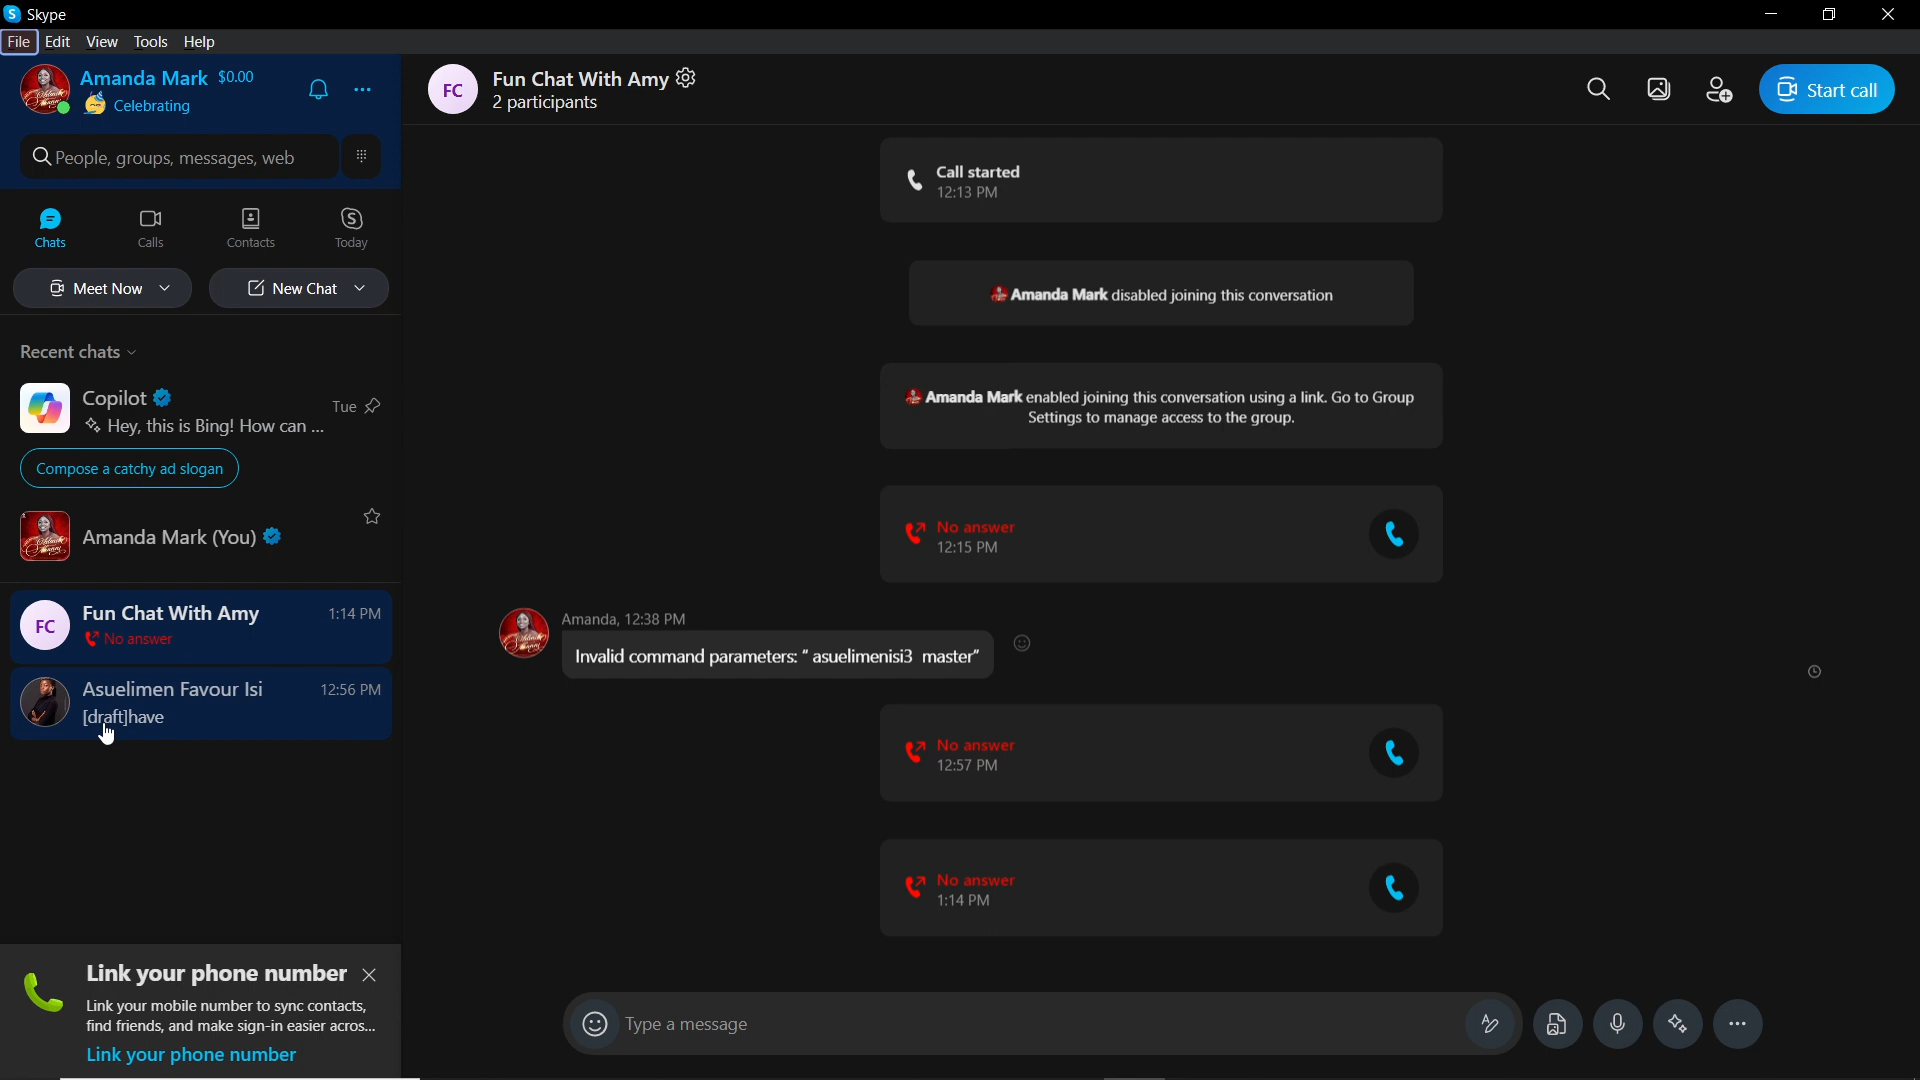 Skype
File Edit View Tools Help
Amanda Mark $0.00
Celebrating
People, groups, messages, web
Chats
Calls
Contacts
Today
Meet Now
New Chat
Recent chats
Copilot
Tue
Hey, this is Bing! How can ...
Compose a catchy ad slogan
Amanda Mark (You)
FC
Fun Chat With Amy
1:14 PM
No answer
Asuelimen Favour Isi
12:56 PM
[draft]have
Link your phone number
Link your mobile number to sync contacts,
find friends, and make sign-in easier acros...
Link your phone number
FC
Fun Chat With Amy
2 participants
Start call
Call started
12:13 PM
Amanda Mark disabled joining this conversation
Amanda Mark enabled joining this conversation using a link. Go to Group
Settings to manage access to the group.
No answer
12:15 PM
Amanda, 12:38 PM
Invalid command parameters: “ asuelimenisi3 master”
No answer
12:57 PM
No answer
1:14 PM
Type a message